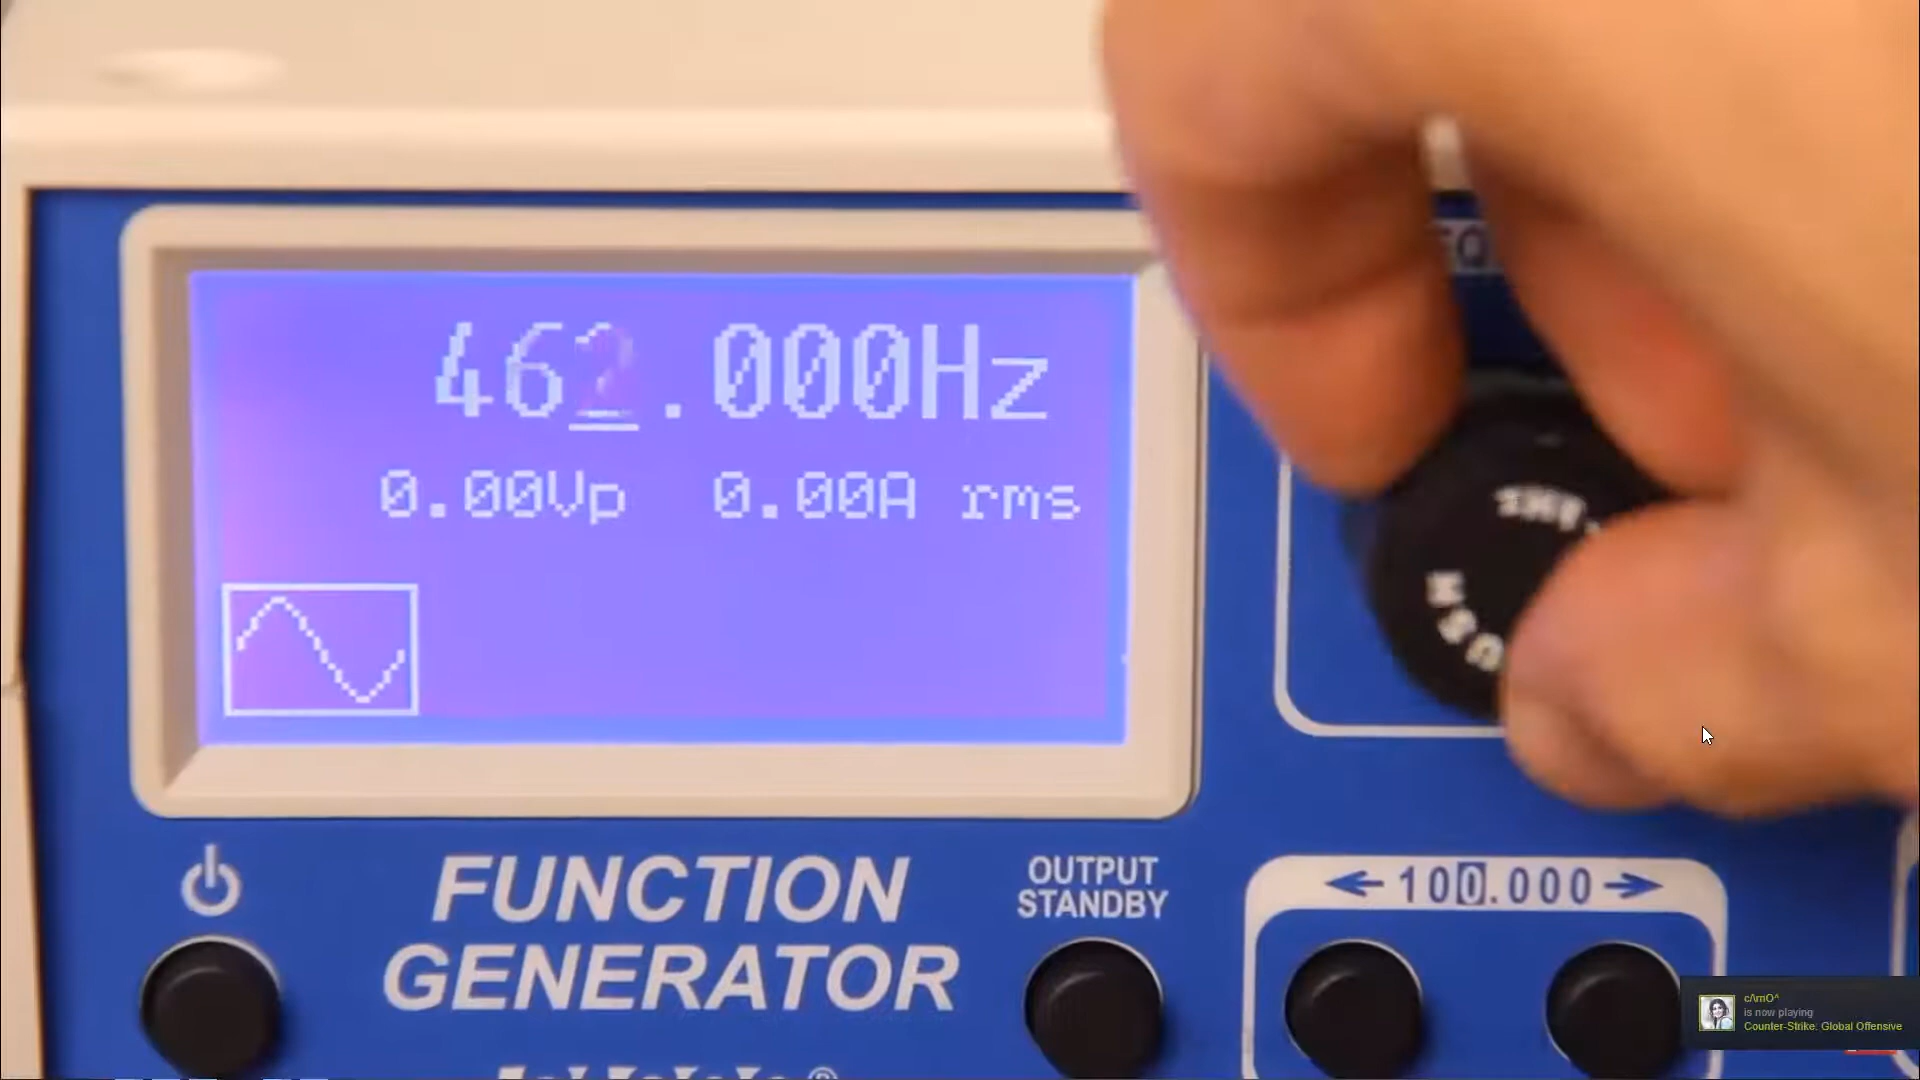 462.000Hz
0.00Vp 0.00A rms
FUNCTION
GENERATOR
OUTPUT
STANDBY
100.000
c/\rnO^
is now playing
Counter-Strike: Global Offensive